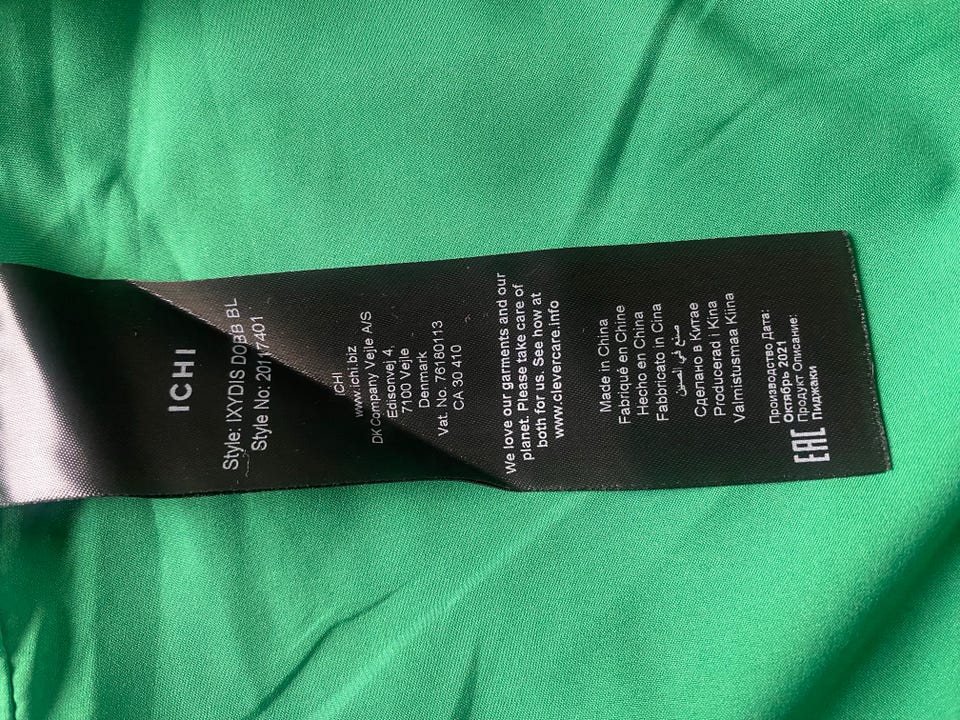 ICHI
Style: IXYDIS DOBB BL
Style No: 20117401
ICHI
www.ichi.biz
DK Company Vejle A/S
Edisonvej 4,
7100 Vejle
Denmark
Vat. No. 76180113
CA 30 410
We love our garments and our
planet. Please take care of
both for us. See how at
www.clevercare.info
Made in China
Fabriqué en Chine
Hecho en China
Fabbricato in Cina
صنع في الصين
Сделано в Китае
Producerad Kina
Valmistusmaa Kiina
Производство Дата:
Октябрь 2021
Продукт Описание:
Пиджаки
EAC